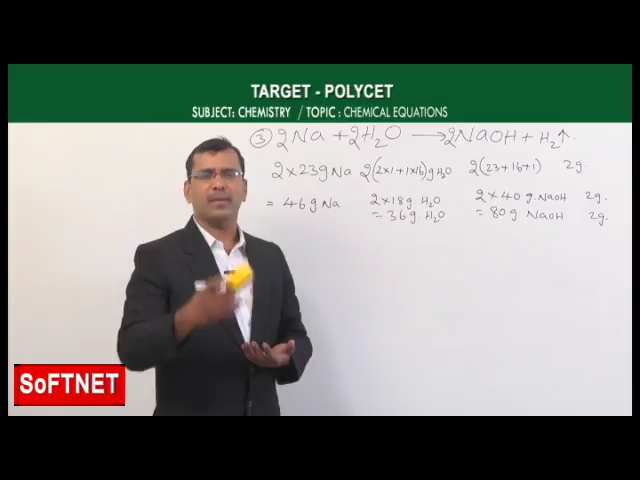 TARGET - POLYCET
SUBJECT: CHEMISTRY / TOPIC : CHEMICAL EQUATIONS
③ 2Na + 2H₂O → 2NaOH + H₂↑.
2×23g Na 2(2×1+1×16)g H₂O 2(23+16+1) 2g.
= 46g Na 2×18g H₂O 2×40 g. NaOH 2g.
= 36g. H₂O = 80g NaOH 2g.
SoFTNET